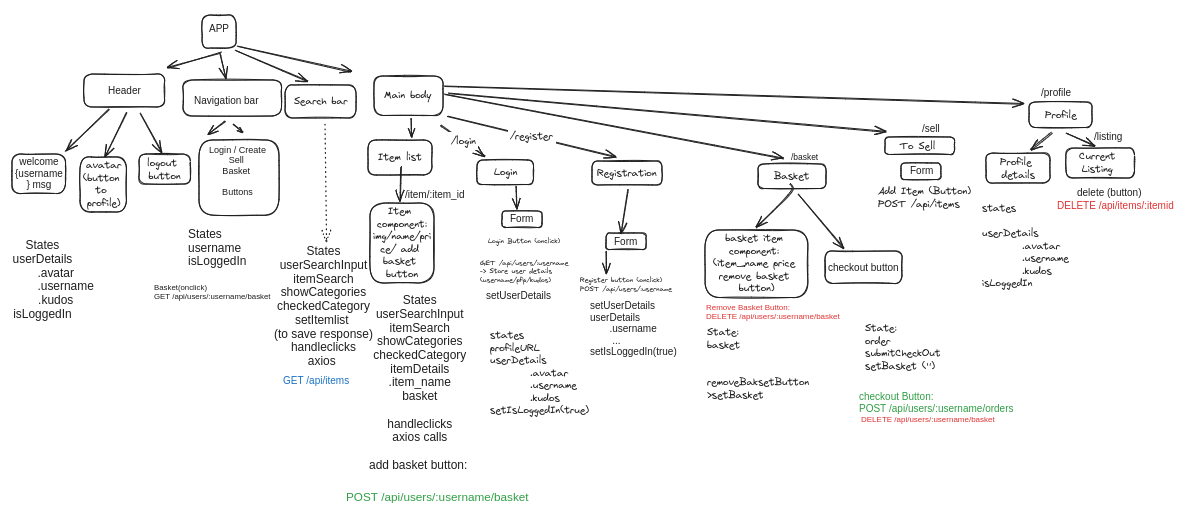 APP
Header
Navigation bar
Search bar
Main body
/profile
Profile
/sell
To Sell
/listing
/login
/register
/basket
welcome
{username
} msg
avatar
(button
to
profile)
logout
button
Login / Create
Sell
Basket
Buttons
Item list
Login
Registration
Basket
Form
Profile
details
Current
Listing
/item/:item_id
Item
component:
img/name/pri
ce/ add
basket
button
Form
Form
Add Item (Button)
POST /api/items
delete (button)
DELETE /api/items/:itemid
States
userDetails
.avatar
.username
.kudos
isLoggedIn
States
username
isLoggedIn
Basket(onclick)
GET /api/users/:username/basket
States
userSearchInput
itemSearch
showCategories
checkedCategory
setItemlist
(to save response)
handleclicks
axios
GET /api/items
States
userSearchInput
itemSearch
showCategories
checkedCategory
itemDetails
.item_name
basket
handleclicks
axios calls
add basket button:
POST /api/users/:username/basket
Login Button (onclick)
GET /api/users/:username
-> Store user details
(username/pfp/kudos)
setUserDetails
states
profileURL
userDetails
.avatar
.username
.kudos
setIsLoggedIn(true)
Register button (onclick)
POST /api/users/:username
setUserDetails
userDetails
.username
...
setIsLoggedIn(true)
basket item
component:
(item_name price
remove basket
button)
checkout button
Remove Basket Button:
DELETE /api/users/:username/basket
State:
basket
removeBaksetButton
>setBasket
State:
order
submitCheckOut
setBasket ('')
checkout Button:
POST /api/users/:username/orders
DELETE /api/users/:username/basket
states
userDetails
.avatar
.username
.kudos
isLoggedIn